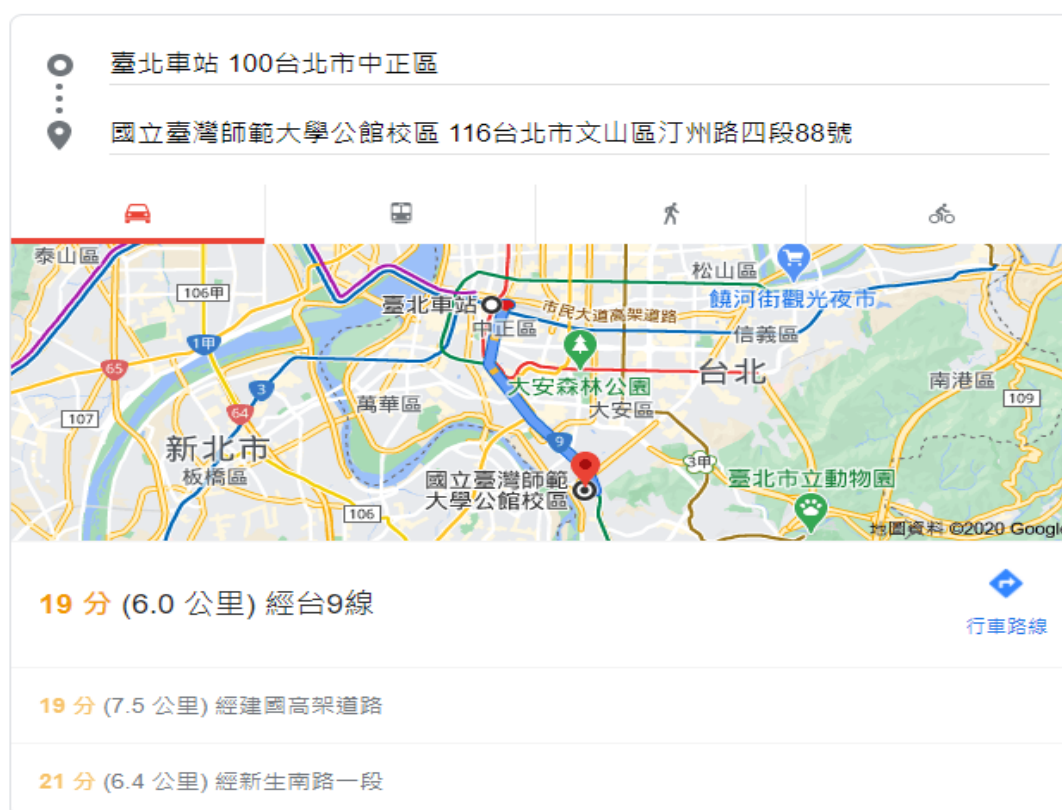 臺北車站 100台北市中正區
國立臺灣師範大學公館校區 116台北市文山區汀州路四段88號
泰山區
106甲
松山區
饒河街觀光夜市
臺北車站
市民大道高架道路
中正區
信義區
1甲
65
台北
3
大安森林公園
南港區
109
萬華區
大安區
107
64
新北市
板橋區
9
3甲
國立臺灣師範
大學公館校區
臺北市立動物園
106
地圖資料 ©2020 Google
19 分 (6.0 公里) 經台9線
行車路線
19 分 (7.5 公里) 經建國高架道路
21 分 (6.4 公里) 經新生南路一段